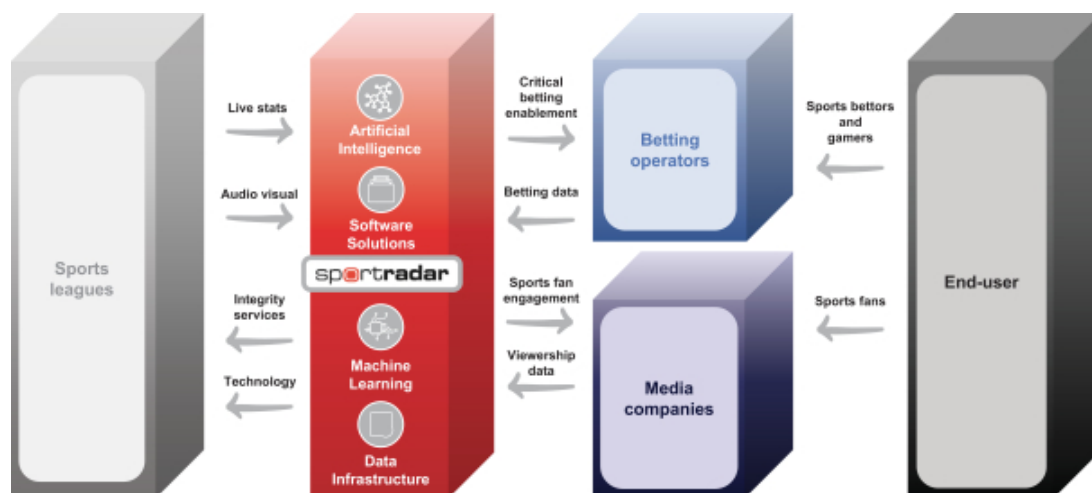 Sports
leagues
Live stats
Audio visual
Integrity
services
Technology
Artificial
Intelligence
Software
Solutions
sportradar
Machine
Learning
Data
Infrastructure
Critical
betting
enablement
Betting data
Sports fan
engagement
Viewership
data
Betting
operators
Media
companies
Sports bettors
and
gamers
Sports fans
End-user